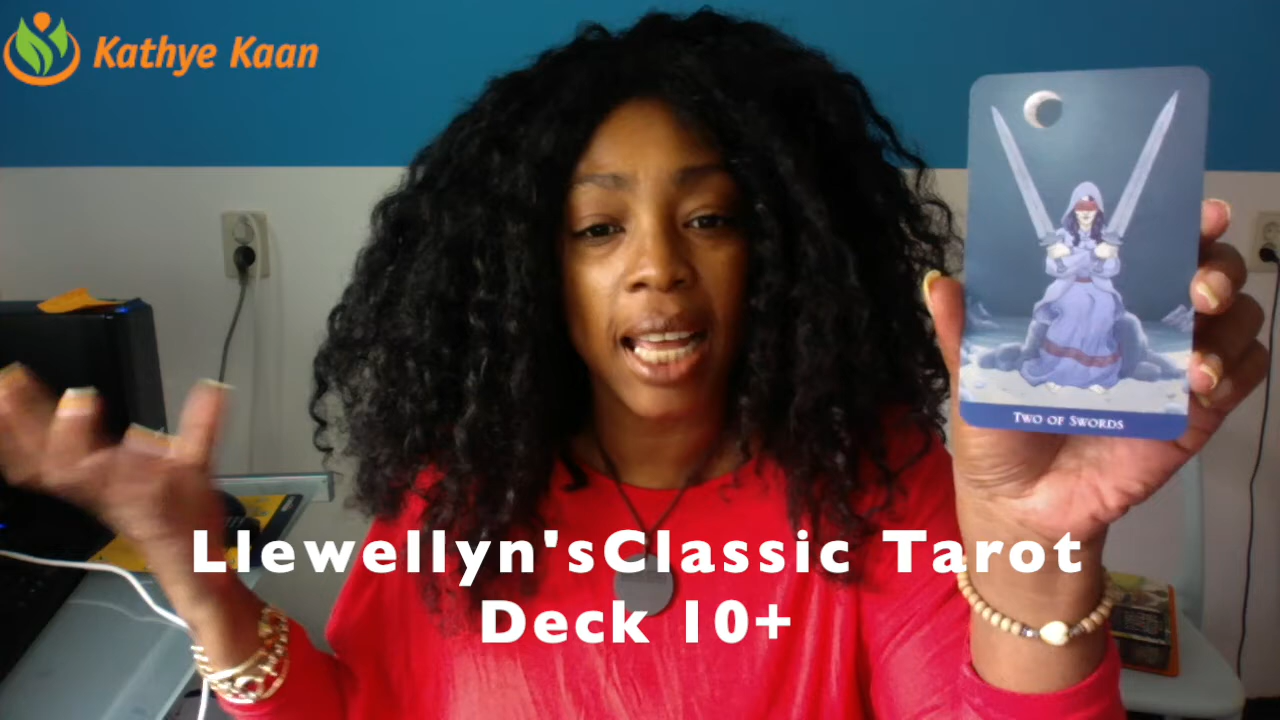 Kathye Kaan
TWO OF SWORDS
Llewellyn'sClassic Tarot
Deck 10+